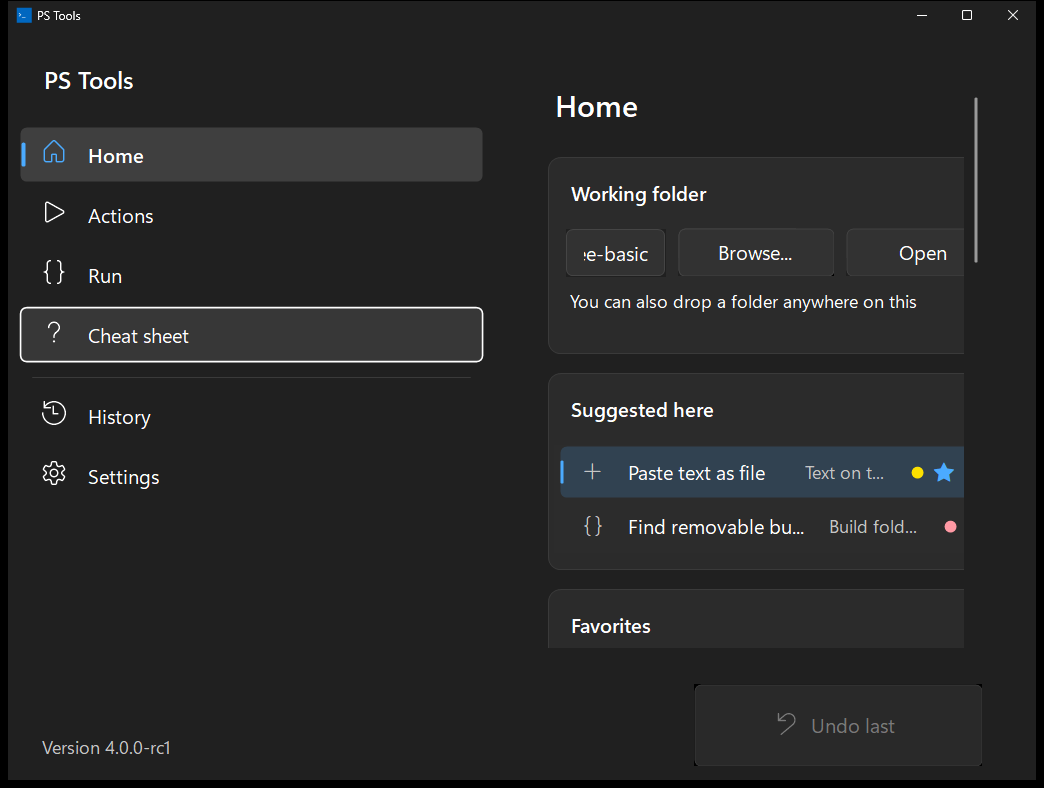 PS Tools
PS Tools
Home
Actions
Run
Cheat sheet
History
Settings
Version 4.0.0-rc1
Home
Working folder
e-basic Browse... Open
You can also drop a folder anywhere on this
Suggested here
Paste text as file Text on t...
Find removable bu... Build fold...
Favorites
Undo last